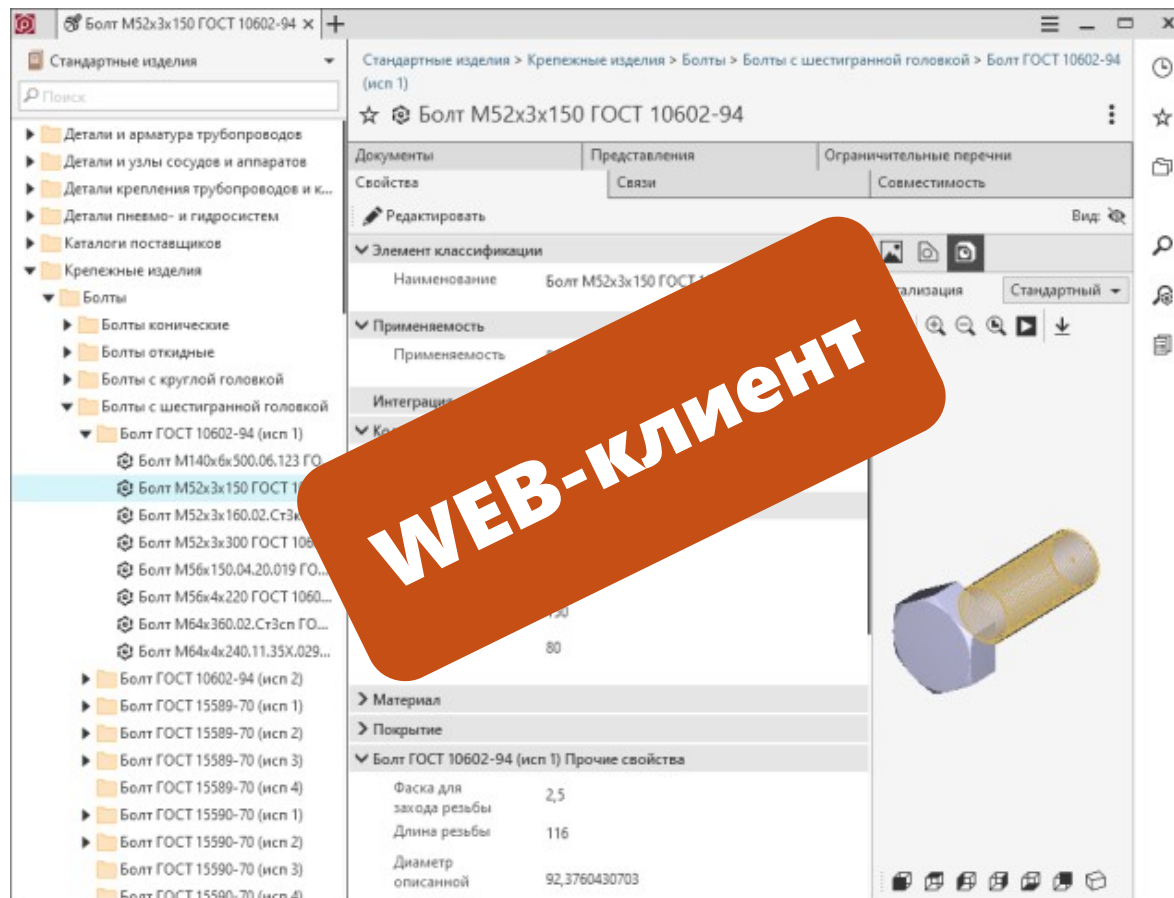 Болт M52x3x150 ГОСТ 10602-94
Стандартные изделия
Поиск
Детали и арматура трубопроводов
Детали и узлы сосудов и аппаратов
Детали крепления трубопроводов и к...
Детали пневмо- и гидросистем
Каталоги поставщиков
Крепежные изделия
Болты
Болты конические
Болты откидные
Болты с круглой головкой
Болты с шестигранной головкой
Болт ГОСТ 10602-94 (исп 1)
Болт M140x6x500.06.123 ГО...
Болт M52x3x150 ГОСТ
Болт M52x3x160.02.Ст3
Болт M52x3x300 ГОСТ
Болт M56x150.04.20.019 ГО...
Болт M56x4x220 ГОСТ 1060...
Болт M64x360.02.Ст3сп ГО...
Болт M64x4x240.11.35X.029...
Болт ГОСТ 10602-94 (исп 2)
Болт ГОСТ 15589-70 (исп 1)
Болт ГОСТ 15589-70 (исп 2)
Болт ГОСТ 15589-70 (исп 3)
Болт ГОСТ 15589-70 (исп 4)
Болт ГОСТ 15590-70 (исп 1)
Болт ГОСТ 15590-70 (исп 2)
Болт ГОСТ 15590-70 (исп 3)
Болт ГОСТ 15590-70 (исп 4)
Стандартные изделия > Крепежные изделия > Болты > Болты с шестигранной головкой > Болт ГОСТ 10602-94
(исп 1)
Болт M52x3x150 ГОСТ 10602-94
Документы Представления Ограничительные перечни
Свойства Связи Совместимость
Редактировать Вид:
Элемент классификации
Наименование Болт M52x3x150 ГОСТ
Стандартный
Применяемость
Применяемость
WEB-клиент
80
Материал
Покрытие
Болт ГОСТ 10602-94 (исп 1) Прочие свойства
Фаска для
захода резьбы 2,5
Длина резьбы 116
Диаметр
описанной 92,3760430703